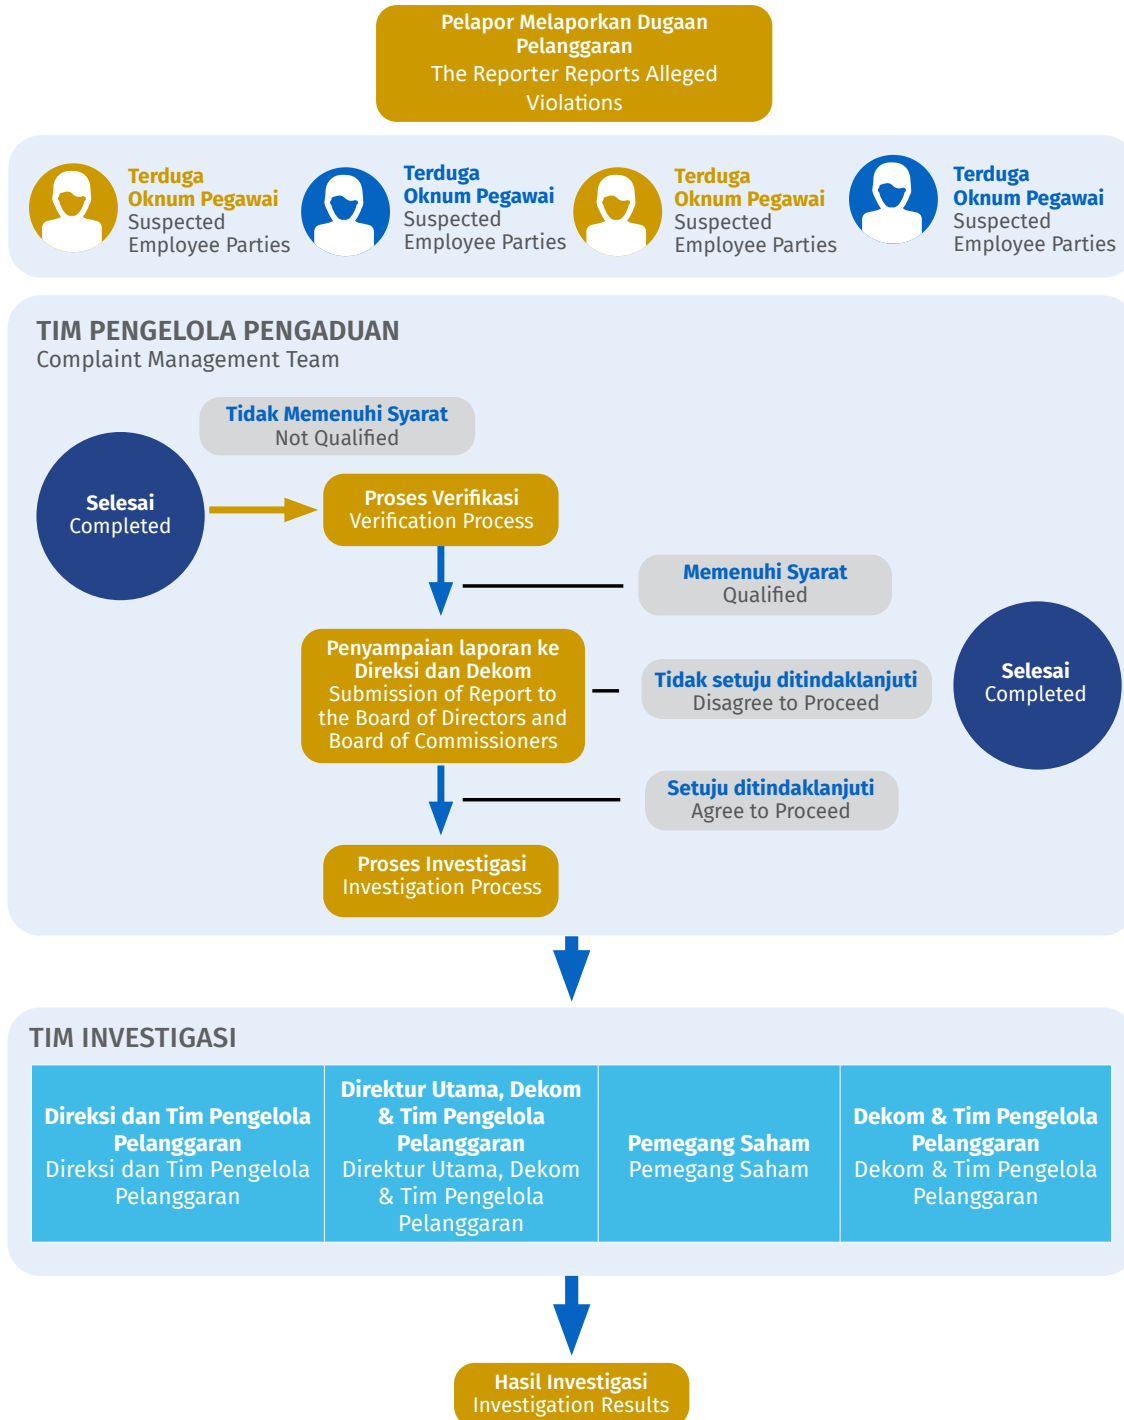 Pelapor Melaporkan Dugaan
Pelanggaran
The Reporter Reports Alleged
Violations
Terduga
Oknum Pegawai
Suspected
Employee Parties
Terduga
Oknum Pegawai
Suspected
Employee Parties
Terduga
Oknum Pegawai
Suspected
Employee Parties
Terduga
Oknum Pegawai
Suspected
Employee Parties
TIM PENGELOLA PENGADUAN
Complaint Management Team
Tidak Memenuhi Syarat
Not Qualified
Selesai
Completed
Proses Verifikasi
Verification Process
Memenuhi Syarat
Qualified
Penyampaian laporan ke
Direksi dan Dekom
Submission of Report to
the Board of Directors and
Board of Commissioners
Tidak setuju ditindaklanjuti
Disagree to Proceed
Selesai
Completed
Setuju ditindaklanjuti
Agree to Proceed
Proses Investigasi
Investigation Process
TIM INVESTIGASI
Direksi dan Tim Pengelola
Pelanggaran
Direksi dan Tim Pengelola
Pelanggaran
Direktur Utama, Dekom
& Tim Pengelola
Pelanggaran
Direktur Utama, Dekom
& Tim Pengelola
Pelanggaran
Pemegang Saham
Pemegang Saham
Dekom & Tim Pengelola
Pelanggaran
Dekom & Tim Pengelola
Pelanggaran
Hasil Investigasi
Investigation Results